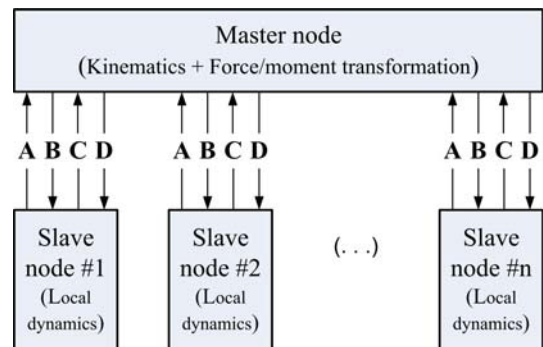 Master node
(Kinematics + Force/moment transformation)
A B C D
A B C D
A B C D
Slave
node #1
(Local
dynamics)
Slave
node #2
(Local
dynamics)
(. . .)
Slave
node #n
(Local
dynamics)